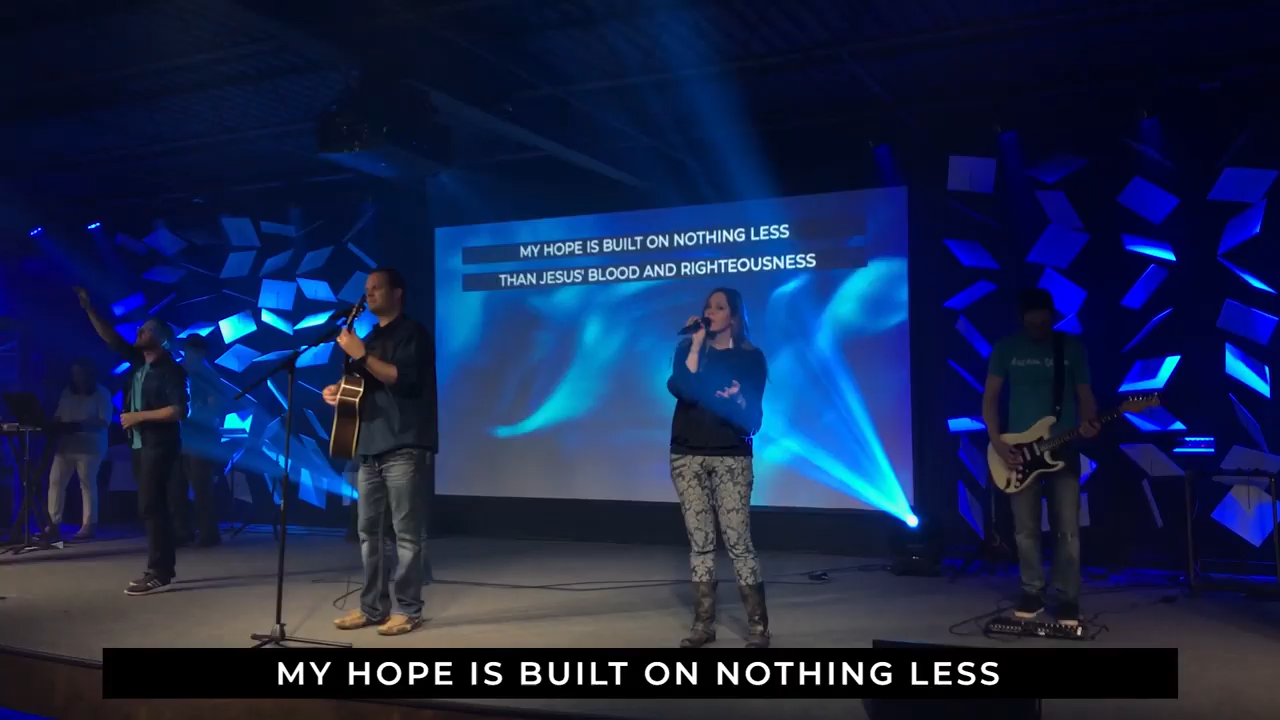 MY HOPE IS BUILT ON NOTHING LESS
THAN JESUS' BLOOD AND RIGHTEOUSNESS
MY HOPE IS BUILT ON NOTHING LESS